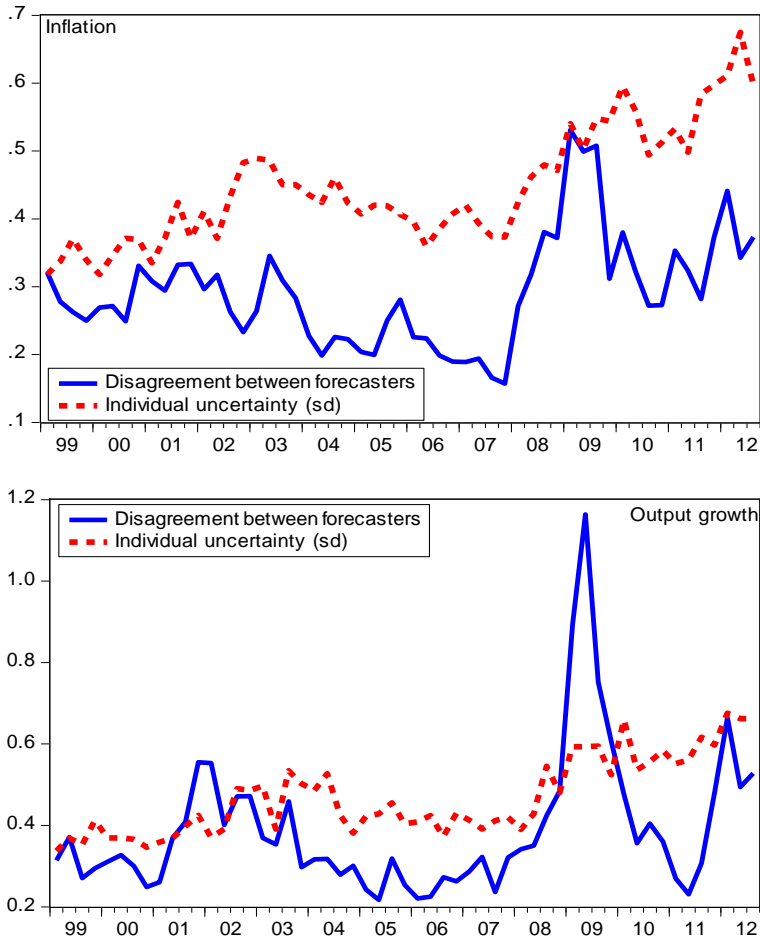 .7
Inflation
.6
.5
.4
.3
.2
Disagreement between forecasters
Individual uncertainty (sd)
.1
99 00 01 02 03 04 05 06 07 08 09 10 11 12
1.2
Disagreement between forecasters
Output growth
Individual uncertainty (sd)
1.0
0.8
0.6
0.4
0.2
99 00 01 02 03 04 05 06 07 08 09 10 11 12